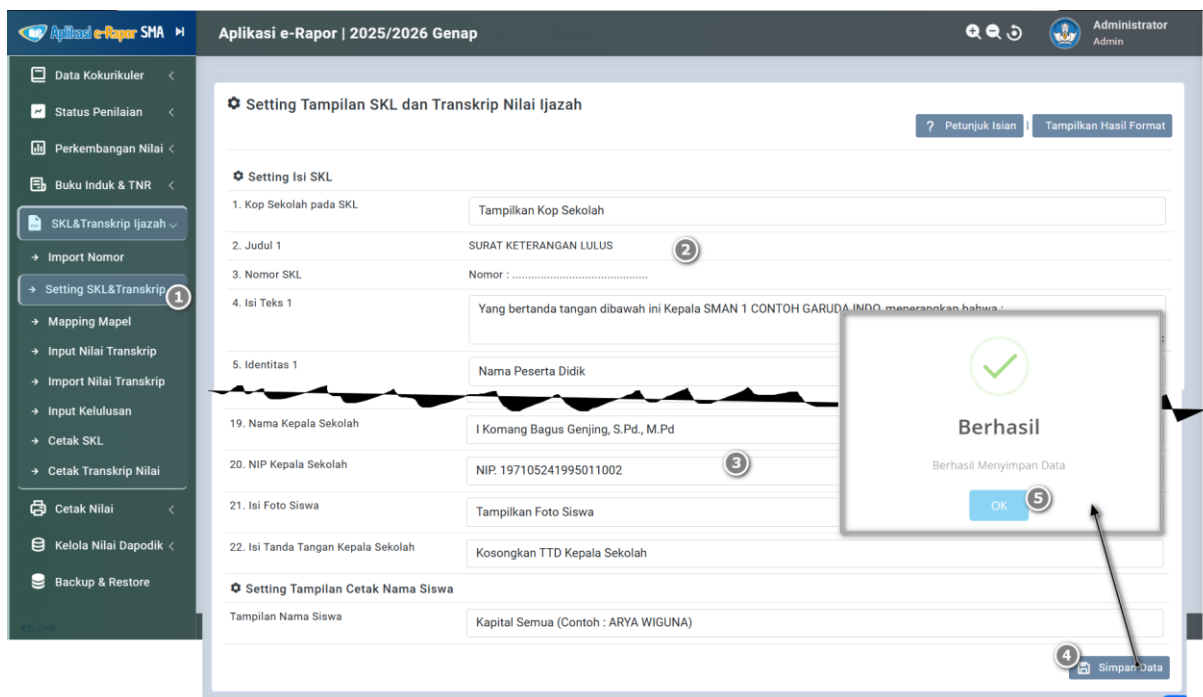 Aplikasi e-Rapor SMA
Aplikasi e-Rapor | 2025/2026 Genap
Administrator
Admin
Data Kokurikuler
Status Penilaian
Perkembangan Nilai
Buku Induk & TNR
SKL&Transkrip Ijazah
Import Nomor
Setting SKL&Transkrip
1
Mapping Mapel
Input Nilai Transkrip
Import Nilai Transkrip
Input Kelulusan
Cetak SKL
Cetak Transkrip Nilai
Cetak Nilai
Kelola Nilai Dapodik
Backup & Restore
KELUAR
Setting Tampilan SKL dan Transkrip Nilai Ijazah
? Petunjuk Isian | Tampilkan Hasil Format
Setting Isi SKL
1. Kop Sekolah pada SKL Tampilkan Kop Sekolah
2. Judul 1 SURAT KETERANGAN LULUS
2
3. Nomor SKL Nomor : ...........................................
4. Isi Teks 1 Yang bertanda tangan dibawah ini Kepala SMAN 1 CONTOH GARUDA INDO, menerangkan bahwa :
5. Identitas 1 Nama Peserta Didik
19. Nama Kepala Sekolah I Komang Bagus Genjing, S.Pd., M.Pd
20. NIP Kepala Sekolah NIP. 197105241995011002
3
21. Isi Foto Siswa Tampilkan Foto Siswa
22. Isi Tanda Tangan Kepala Sekolah Kosongkan TTD Kepala Sekolah
Setting Tampilan Cetak Nama Siswa
Tampilan Nama Siswa Kapital Semua (Contoh : ARYA WIGUNA)
4
Simpan Data
Berhasil
Berhasil Menyimpan Data
OK
5